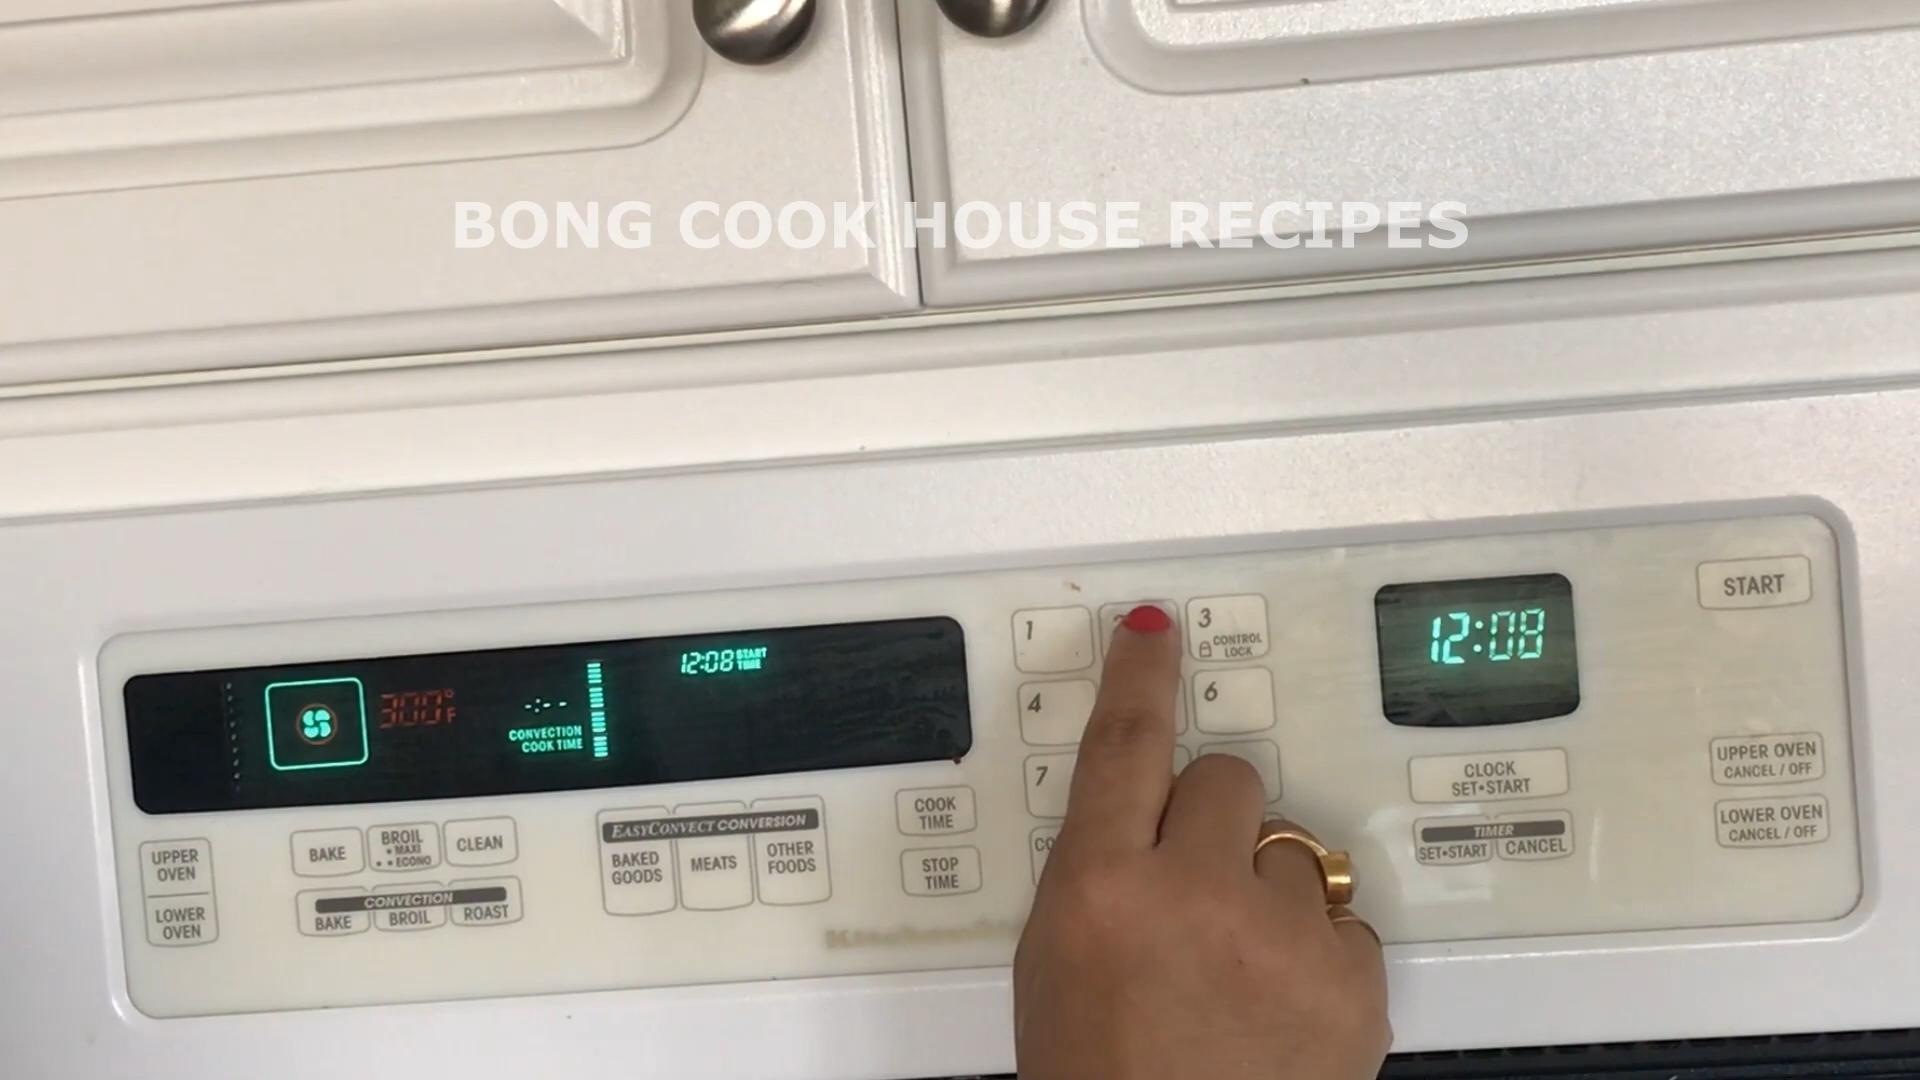 BONG COOK HOUSE RECIPES
START
1
3
CONTROL
LOCK
12:08
12:08 START
TIME
300°F
-:--
CONVECTION
COOK TIME
4
6
7
UPPER OVEN
CANCEL / OFF
CLOCK
SET•START
COOK
TIME
LOWER OVEN
CANCEL / OFF
TIMER
SET•START
CANCEL
EASYCONVECT CONVERSION
BAKED
GOODS
MEATS
OTHER
FOODS
STOP
TIME
UPPER
OVEN
BAKE
BROIL
• MAXI
• • ECONO
CLEAN
LOWER
OVEN
CONVECTION
BAKE
BROIL
ROAST